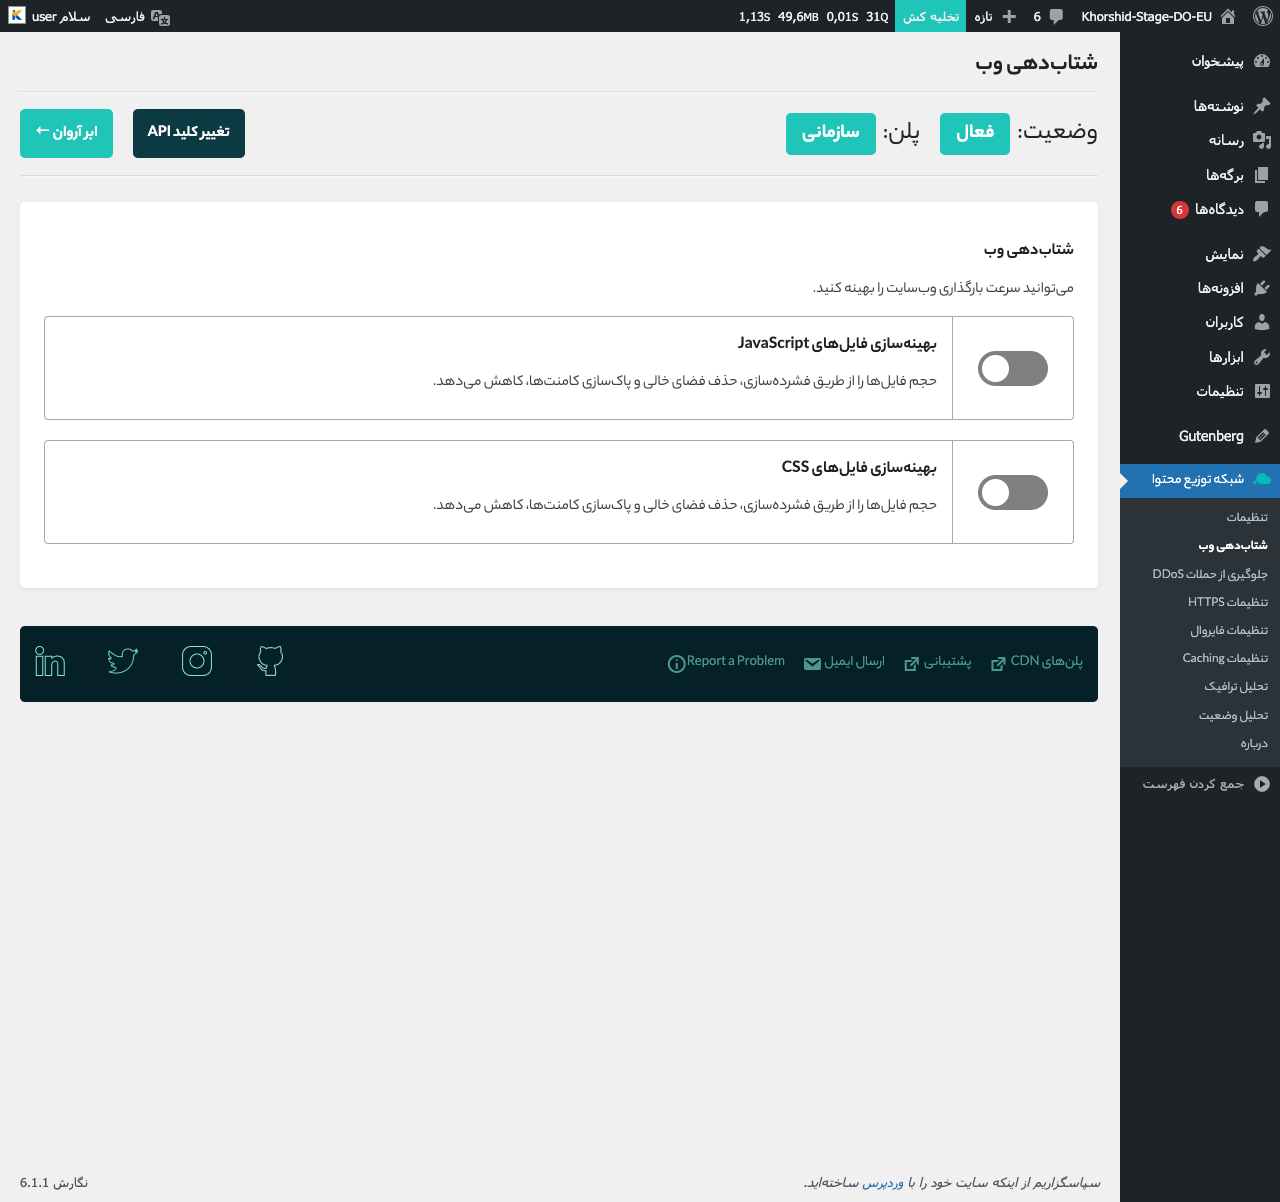 Khorshid-Stage-DO-EU
6
تازه
تخلیه کش
31Q 0,01S 49,6MB 1,13S
فارسی
سلام user
پیشخوان
نوشته‌ها
رسانه
برگه‌ها
دیدگاه‌ها 6
نمایش
افزونه‌ها
کاربران
ابزارها
تنظیمات
Gutenberg
شبکه توزیع محتوا
تنظیمات
شتاب‌دهی وب
جلوگیری از حملات DDoS
تنظیمات HTTPS
تنظیمات فایروال
تنظیمات Caching
تحلیل ترافیک
تحلیل وضعیت
درباره
جمع کردن فهرست
شتاب‌دهی وب
وضعیت: فعال پلن: سازمانی
تغییر کلید API
ابر آروان ←
شتاب‌دهی وب
می‌توانید سرعت بارگذاری وب‌سایت را بهینه کنید.
بهینه‌سازی فایل‌های JavaScript
حجم فایل‌ها را از طریق فشرده‌سازی، حذف فضای خالی و پاک‌سازی کامنت‌ها، کاهش می‌دهد.
بهینه‌سازی فایل‌های CSS
حجم فایل‌ها را از طریق فشرده‌سازی، حذف فضای خالی و پاک‌سازی کامنت‌ها، کاهش می‌دهد.
پلن‌های CDN
پشتیبانی
ارسال ایمیل
Report a Problem
سپاسگزاریم از اینکه سایت خود را با وردپرس ساخته‌اید.
نگارش 6.1.1